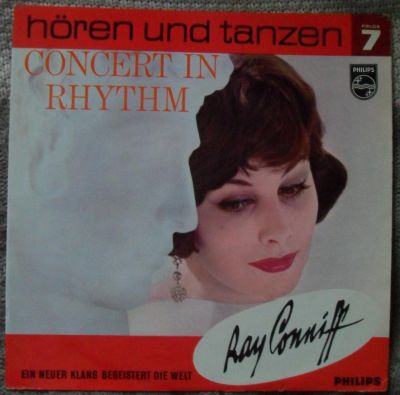 hören und tanzen
FOLGE
7
CONCERT IN
RHYTHM
PHILIPS
Ray Conniff
EIN NEUER KLANG BEGEISTERT DIE WELT
PHILIPS